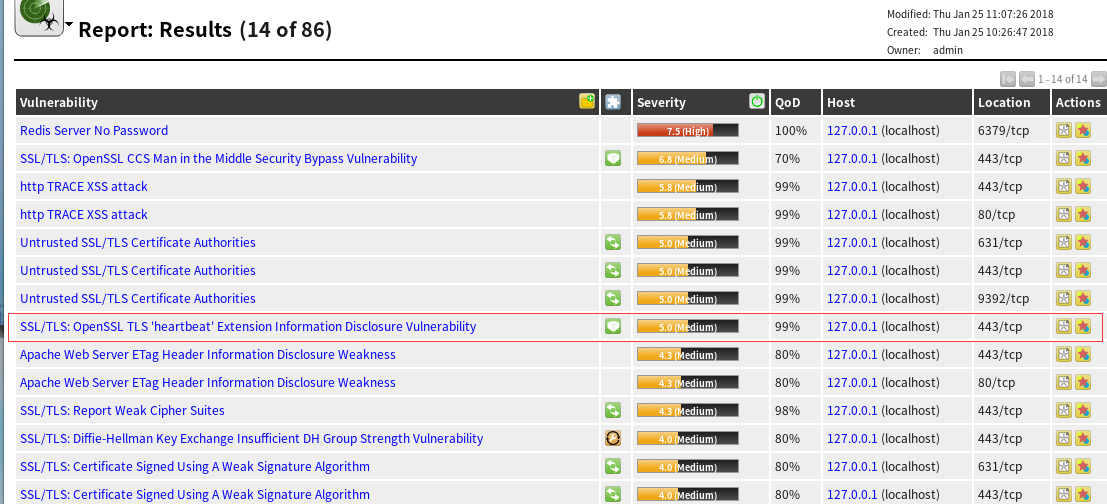 Report: Results (14 of 86)
Modified: Thu Jan 25 11:07:26 2018
Created: Thu Jan 25 10:26:47 2018
Owner: admin
1 - 14 of 14
Vulnerability Severity QoD Host Location Actions
Redis Server No Password 7.5 (High) 100% 127.0.0.1 (localhost) 6379/tcp
SSL/TLS: OpenSSL CCS Man in the Middle Security Bypass Vulnerability 6.8 (Medium) 70% 127.0.0.1 (localhost) 443/tcp
http TRACE XSS attack 5.8 (Medium) 99% 127.0.0.1 (localhost) 443/tcp
http TRACE XSS attack 5.8 (Medium) 99% 127.0.0.1 (localhost) 80/tcp
Untrusted SSL/TLS Certificate Authorities 5.0 (Medium) 99% 127.0.0.1 (localhost) 631/tcp
Untrusted SSL/TLS Certificate Authorities 5.0 (Medium) 99% 127.0.0.1 (localhost) 443/tcp
Untrusted SSL/TLS Certificate Authorities 5.0 (Medium) 99% 127.0.0.1 (localhost) 9392/tcp
SSL/TLS: OpenSSL TLS 'heartbeat' Extension Information Disclosure Vulnerability 5.0 (Medium) 99% 127.0.0.1 (localhost) 443/tcp
Apache Web Server ETag Header Information Disclosure Weakness 4.3 (Medium) 80% 127.0.0.1 (localhost) 443/tcp
Apache Web Server ETag Header Information Disclosure Weakness 4.3 (Medium) 80% 127.0.0.1 (localhost) 80/tcp
SSL/TLS: Report Weak Cipher Suites 4.3 (Medium) 98% 127.0.0.1 (localhost) 443/tcp
SSL/TLS: Diffie-Hellman Key Exchange Insufficient DH Group Strength Vulnerability 4.0 (Medium) 80% 127.0.0.1 (localhost) 443/tcp
SSL/TLS: Certificate Signed Using A Weak Signature Algorithm 4.0 (Medium) 80% 127.0.0.1 (localhost) 631/tcp
SSL/TLS: Certificate Signed Using A Weak Signature Algorithm 4.0 (Medium) 80% 127.0.0.1 (localhost) 443/tcp